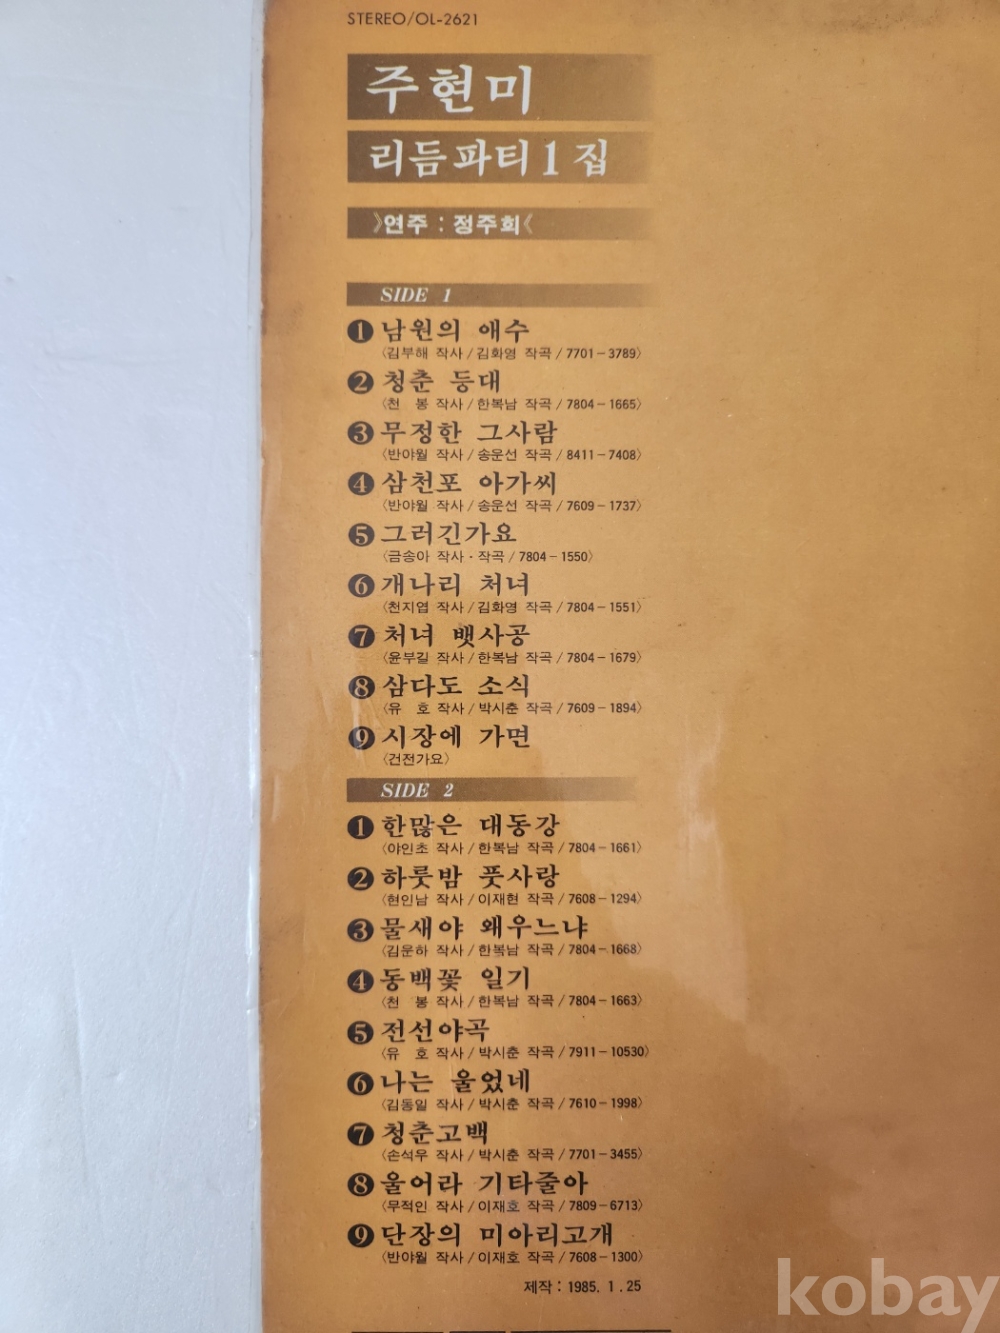 STEREO/OL-2621
주현미
리듬파티1집
》연주 : 정주희《
SIDE 1
❶ 남원의 애수
〈김부해 작사/김화영 작곡/7701-3789〉
❷ 청춘 등대
〈천 봉 작사/한복남 작곡/7804-1665〉
❸ 무정한 그사람
〈반야월 작사/송운선 작곡/8411-7408〉
❹ 삼천포 아가씨
〈반야월 작사/송운선 작곡/7609-1737〉
❺ 그러긴가요
〈금송아 작사·작곡/7804-1550〉
❻ 개나리 처녀
〈천지엽 작사/김화영 작곡/7804-1551〉
❼ 처녀 뱃사공
〈윤부길 작사/한복남 작곡/7804-1679〉
❽ 삼다도 소식
〈유 호 작사/박시춘 작곡/7609-1894〉
❾ 시장에 가면
〈건전가요〉
SIDE 2
❶ 한많은 대동강
〈야인초 작사/한복남 작곡/7804-1661〉
❷ 하룻밤 풋사랑
〈현인남 작사/이재현 작곡/7608-1294〉
❸ 물새야 왜우느냐
〈김운하 작사/한복남 작곡/7804-1668〉
❹ 동백꽃 일기
〈천 봉 작사/한복남 작곡/7804-1663〉
❺ 전선야곡
〈유 호 작사/박시춘 작곡/7911-10530〉
❻ 나는 울었네
〈김동일 작사/박시춘 작곡/7610-1998〉
❼ 청춘고백
〈손석우 작사/박시춘 작곡/7701-3455〉
❽ 울어라 기타줄아
〈무적인 작사/이재호 작곡/7809-6713〉
❾ 단장의 미아리고개
〈반야월 작사/이재호 작곡/7608-1300〉
제작 : 1985. 1. 25
kobay